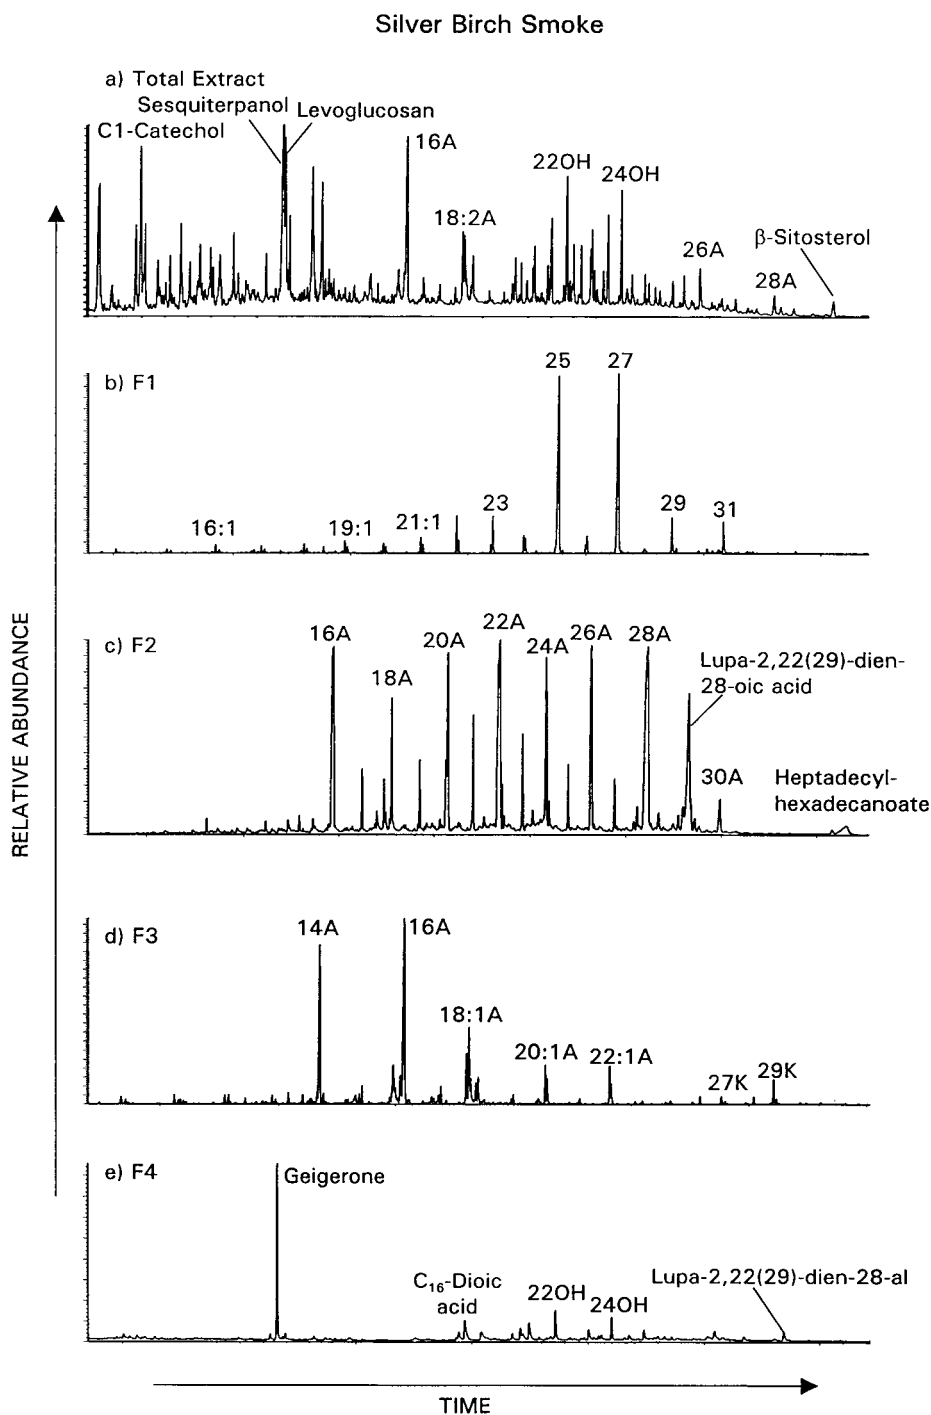 Silver Birch Smoke
a) Total Extract
Sesquiterpanol
Levoglucosan
C1-Catechol
16A
22OH
24OH
18:2A
β-Sitosterol
26A
28A
b) F1
25
27
16:1
19:1
21:1
23
29
31
c) F2
16A
18A
20A
22A
24A
26A
28A
Lupa-2,22(29)-dien-
28-oic acid
30A
Heptadecyl-
hexadecanoate
d) F3
14A
16A
18:1A
20:1A
22:1A
27K
29K
e) F4
Geigerone
C₁₆-Dioic
acid
22OH
24OH
Lupa-2,22(29)-dien-28-al
RELATIVE ABUNDANCE
TIME